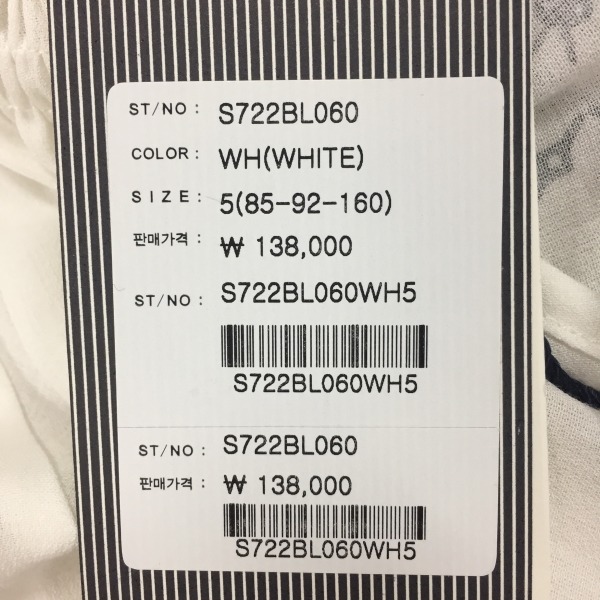 ST/NO : S722BL060
COLOR : WH(WHITE)
SIZE : 5(85-92-160)
판매가격 : ₩ 138,000
ST/NO : S722BL060WH5
S722BL060WH5
ST/NO : S722BL060
판매가격 : ₩ 138,000
S722BL060WH5